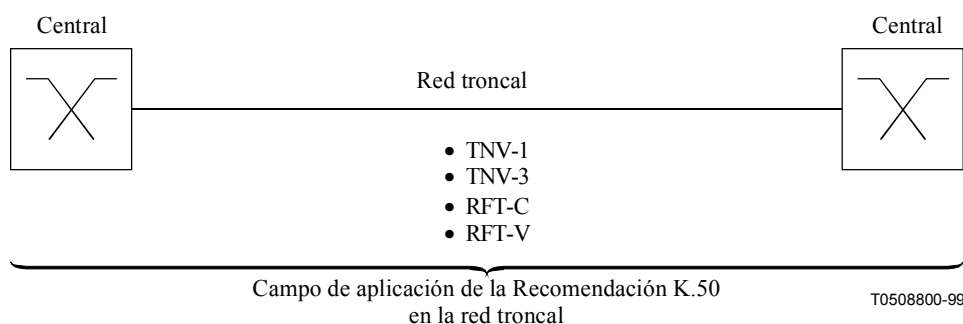 Central
Central
Red troncal
• TNV-1
• TNV-3
• RFT-C
• RFT-V
Campo de aplicación de la Recomendación K.50
en la red troncal
T0508800-99